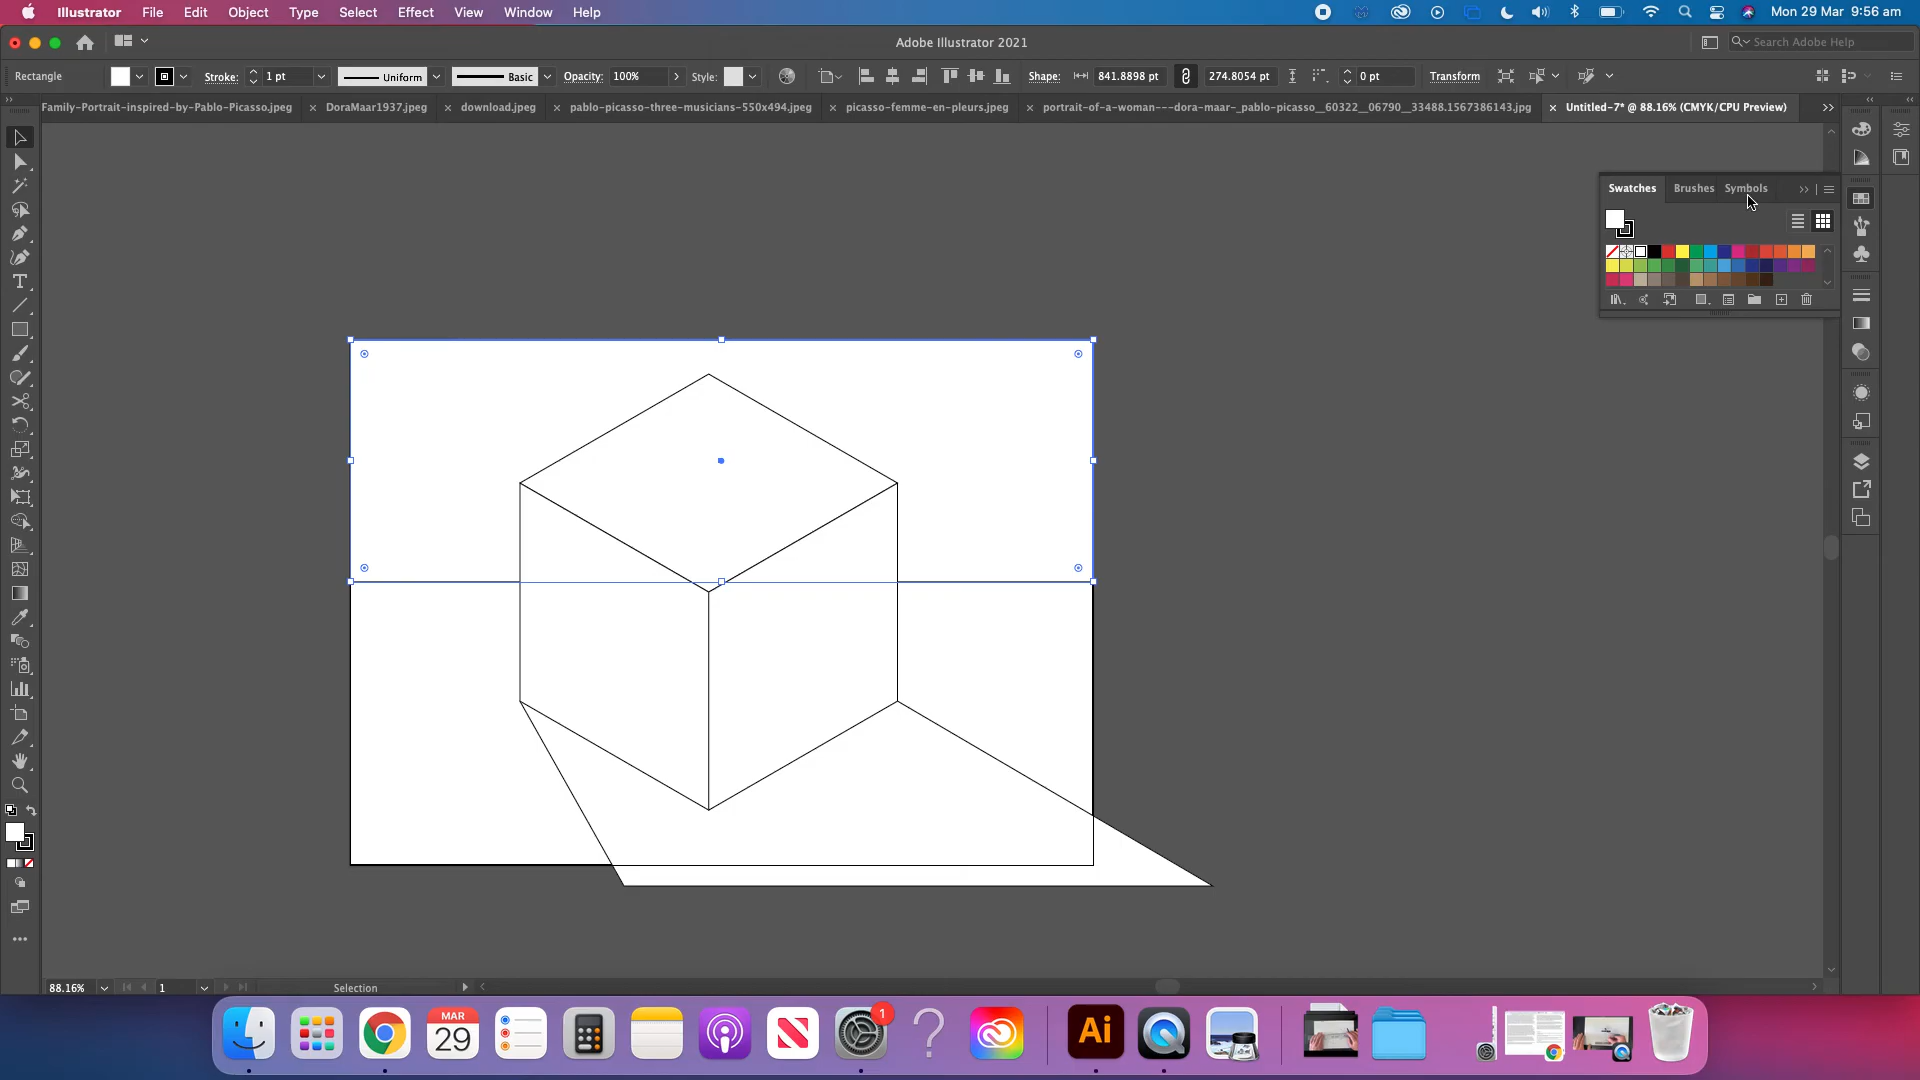 Illustrator File Edit Object Type Select Effect View Window Help Mon 29 Mar 9:56 am
Adobe Illustrator 2021 Search Adobe Help
Rectangle Stroke: 1 pt Uniform Basic Opacity: 100% Style: Shape: 841.8898 pt 274.8054 pt 0 pt Transform
Family-Portrait-inspired-by-Pablo-Picasso.jpeg × DoraMaar1937.jpeg × download.jpeg × pablo-picasso-three-musicians-550x494.jpeg × picasso-femme-en-pleurs.jpeg × portrait-of-a-woman---dora-maar-_pablo-picasso__60322__06790__33488.1567386143.jpg × Untitled-7* @ 88.16% (CMYK/CPU Preview)
Swatches Brushes Symbols
88.16% 1 Selection
MAR
29
1
Ai